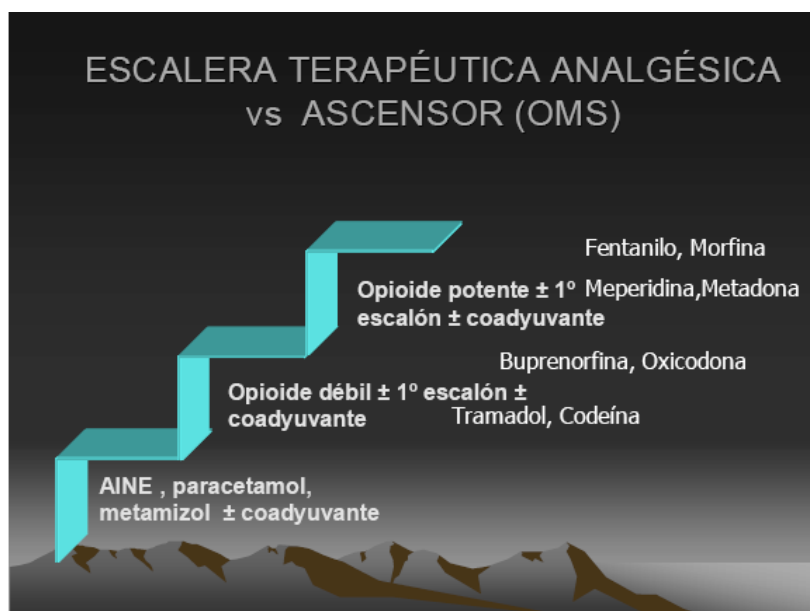 ESCALERA TERAPÉUTICA ANALGÉSICA
vs ASCENSOR (OMS)
Fentanilo, Morfina
Opioide potente ± 1º
escalón ± coadyuvante
Meperidina,Metadona
Buprenorfina, Oxicodona
Opioide débil ± 1º escalón ±
coadyuvante
Tramadol, Codeína
AINE , paracetamol,
metamizol ± coadyuvante